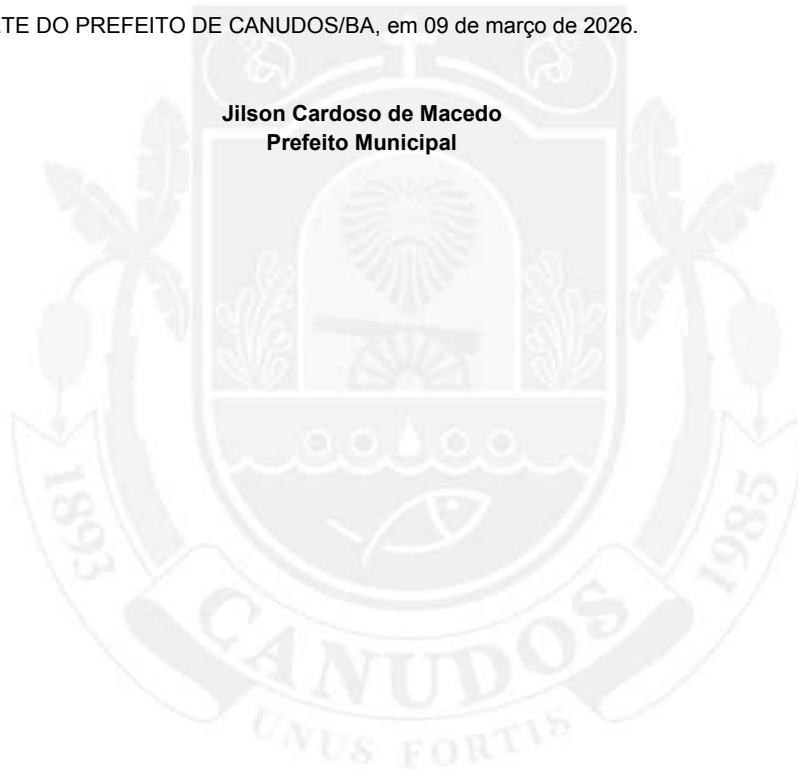 TE DO PREFEITO DE CANUDOS/BA, em 09 de março de 2026.
Jilson Cardoso de Macedo
Prefeito Municipal
1893
1985
CANUDOS
UNUS FORTIS